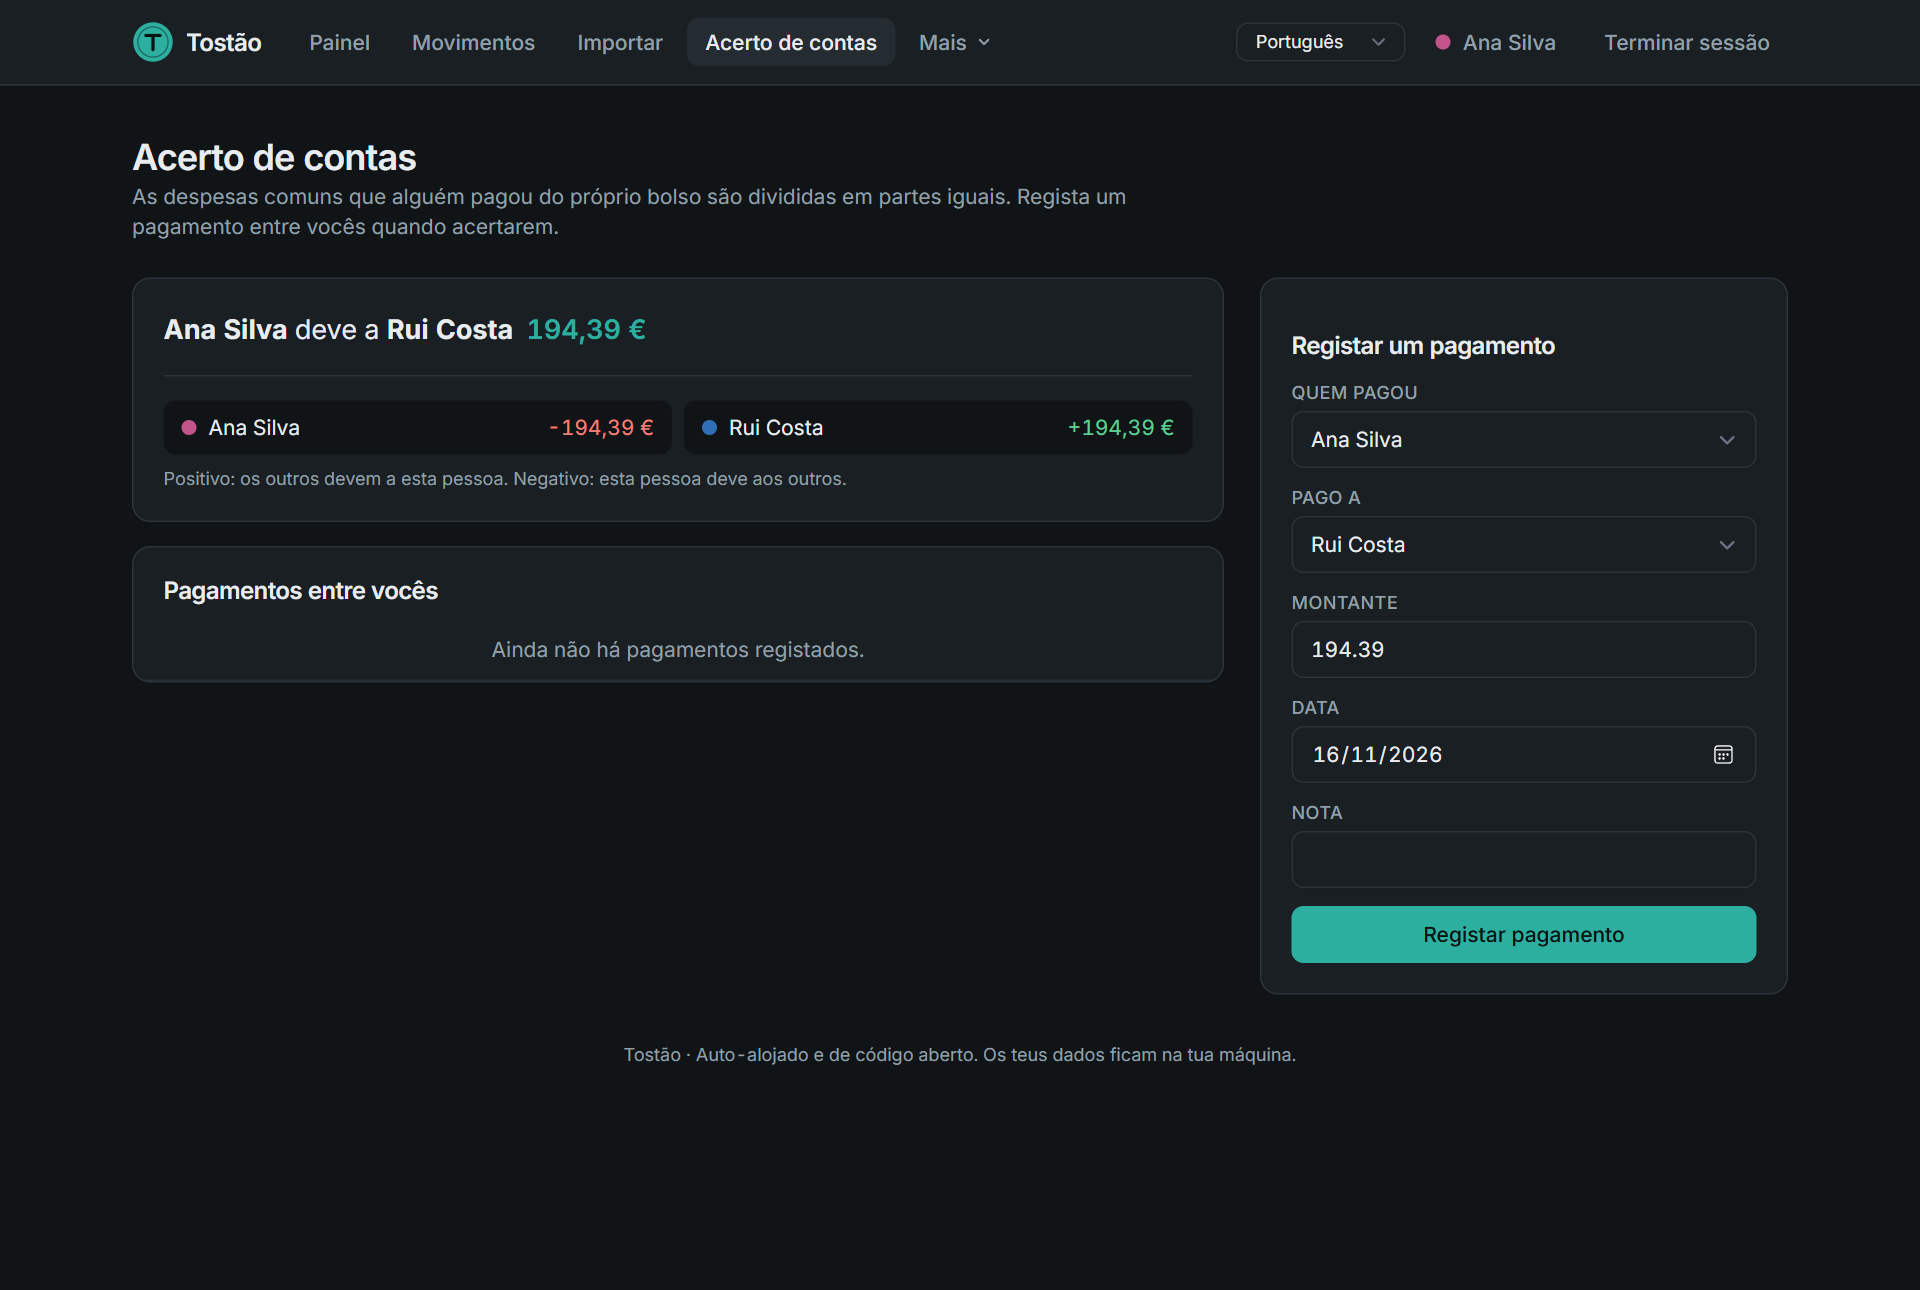 Tostão
Painel
Movimentos
Importar
Acerto de contas
Mais
Português
Ana Silva
Terminar sessão
Acerto de contas
As despesas comuns que alguém pagou do próprio bolso são divididas em partes iguais. Regista um
pagamento entre vocês quando acertarem.
Ana Silva deve a Rui Costa 194,39 €
Ana Silva
-194,39 €
Rui Costa
+194,39 €
Positivo: os outros devem a esta pessoa. Negativo: esta pessoa deve aos outros.
Pagamentos entre vocês
Ainda não há pagamentos registados.
Registar um pagamento
QUEM PAGOU
Ana Silva
PAGO A
Rui Costa
MONTANTE
194.39
DATA
16/11/2026
NOTA
Registar pagamento
Tostão · Auto-alojado e de código aberto. Os teus dados ficam na tua máquina.